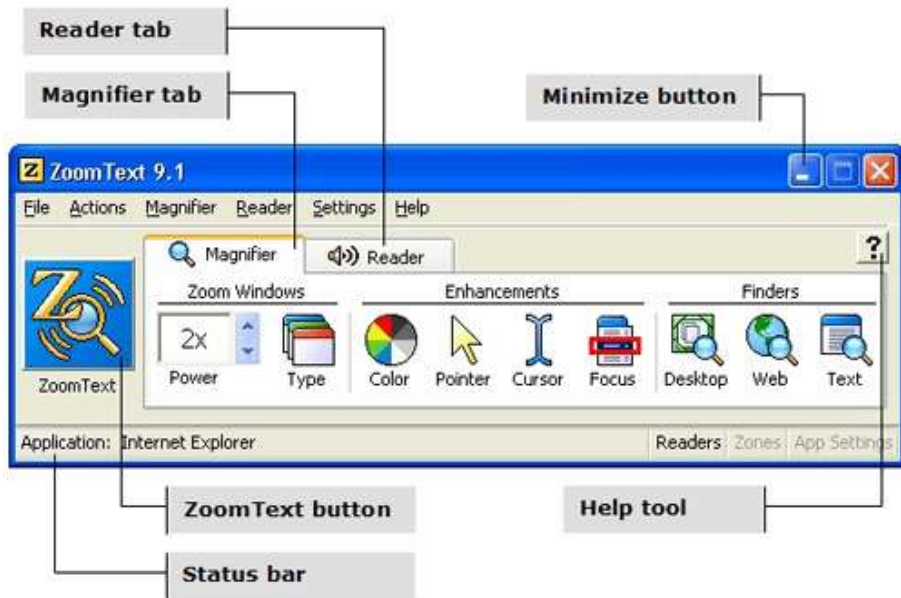 Reader tab
Magnifier tab
Minimize button
ZoomText 9.1
File Actions Magnifier Reader Settings Help
Magnifier Reader ?
Zoom Windows Enhancements Finders
2x
Power Type Color Pointer Cursor Focus Desktop Web Text
ZoomText
Application: Internet Explorer Readers Zones App Settings
ZoomText button Help tool
Status bar